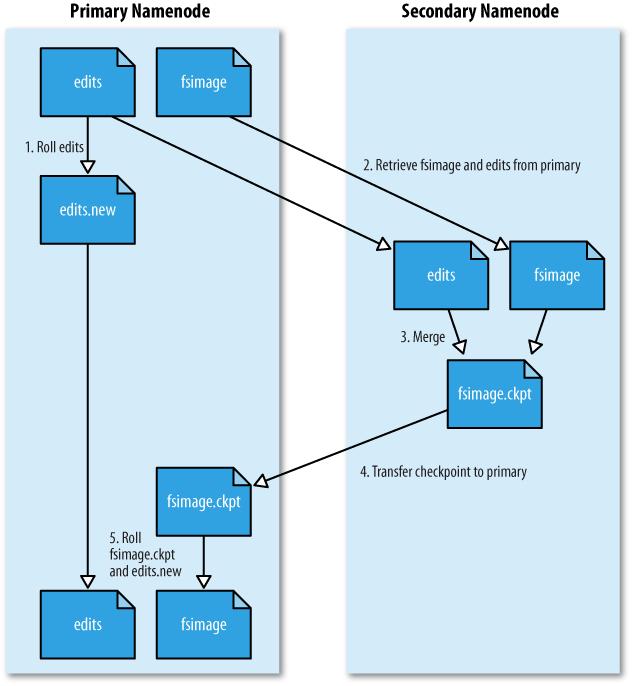 Primary Namenode
Secondary Namenode
edits
fsimage
1. Roll edits
2. Retrieve fsimage and edits from primary
edits.new
edits
fsimage
3. Merge
fsimage.ckpt
4. Transfer checkpoint to primary
fsimage.ckpt
5. Roll
fsimage.ckpt
and edits.new
edits
fsimage